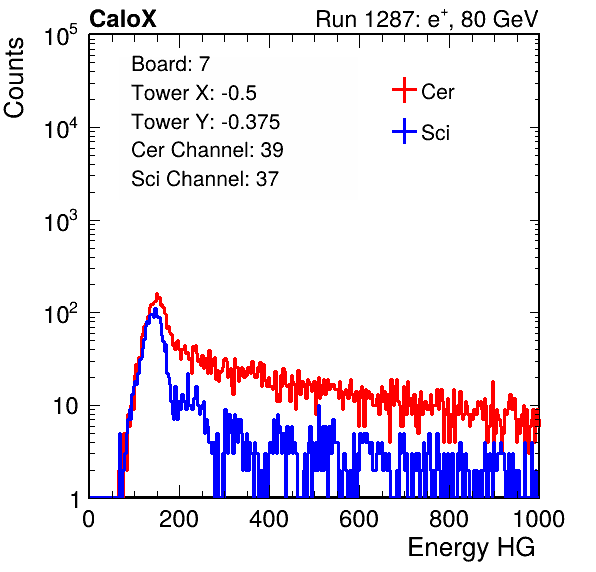 CaloX Run 1287: e⁺, 80 GeV
Counts
10⁵
10⁴
10³
10²
10
1
Board: 7
Tower X: -0.5
Tower Y: -0.375
Cer Channel: 39
Sci Channel: 37
Cer
Sci
0 200 400 600 800 1000
Energy HG